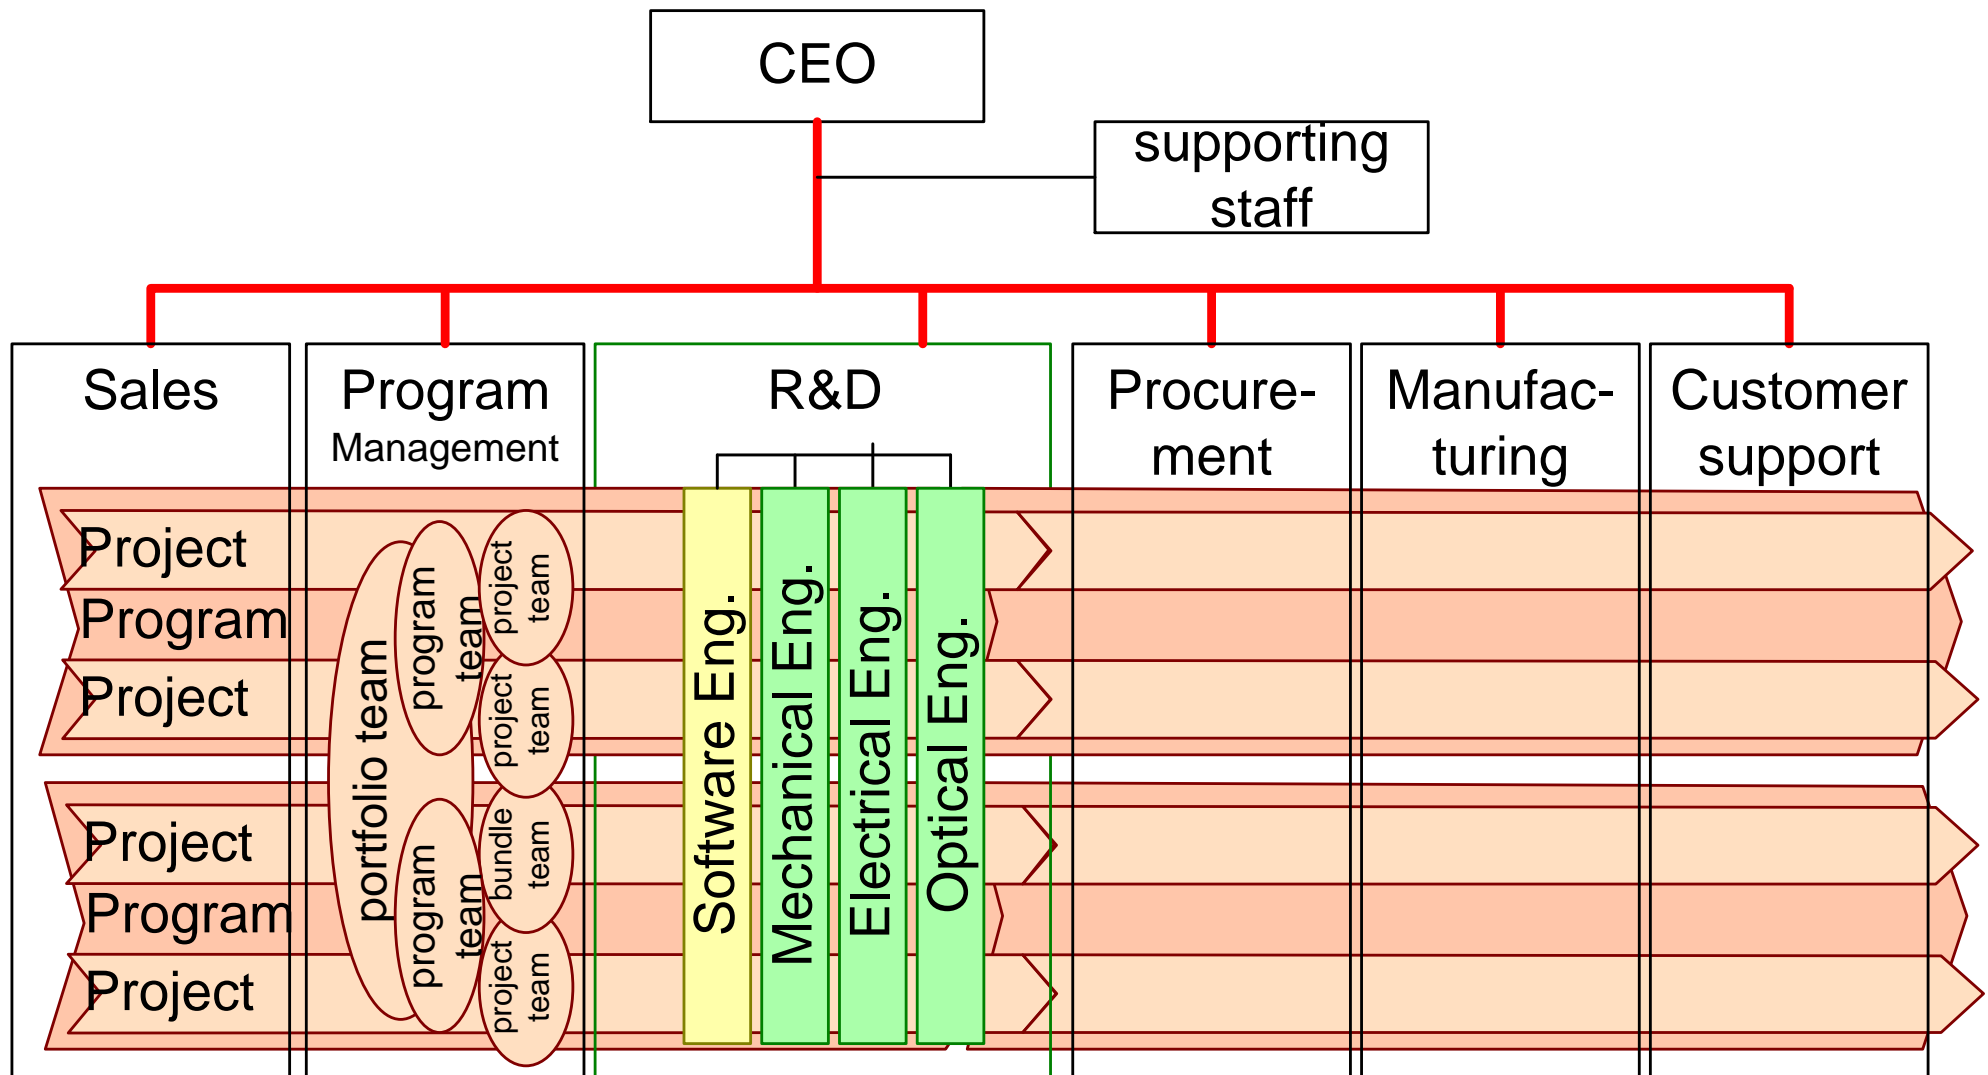 CEO
supporting
staff
Sales
Program
Management
R&D
Procure-
ment
Manufac-
turing
Customer
support
Project
Program
Project
Project
Program
Project
portfolio team
program
team
program
team
project
team
project
team
bundle
team
project
team
Software Eng.
Mechanical Eng.
Electrical Eng.
Optical Eng.